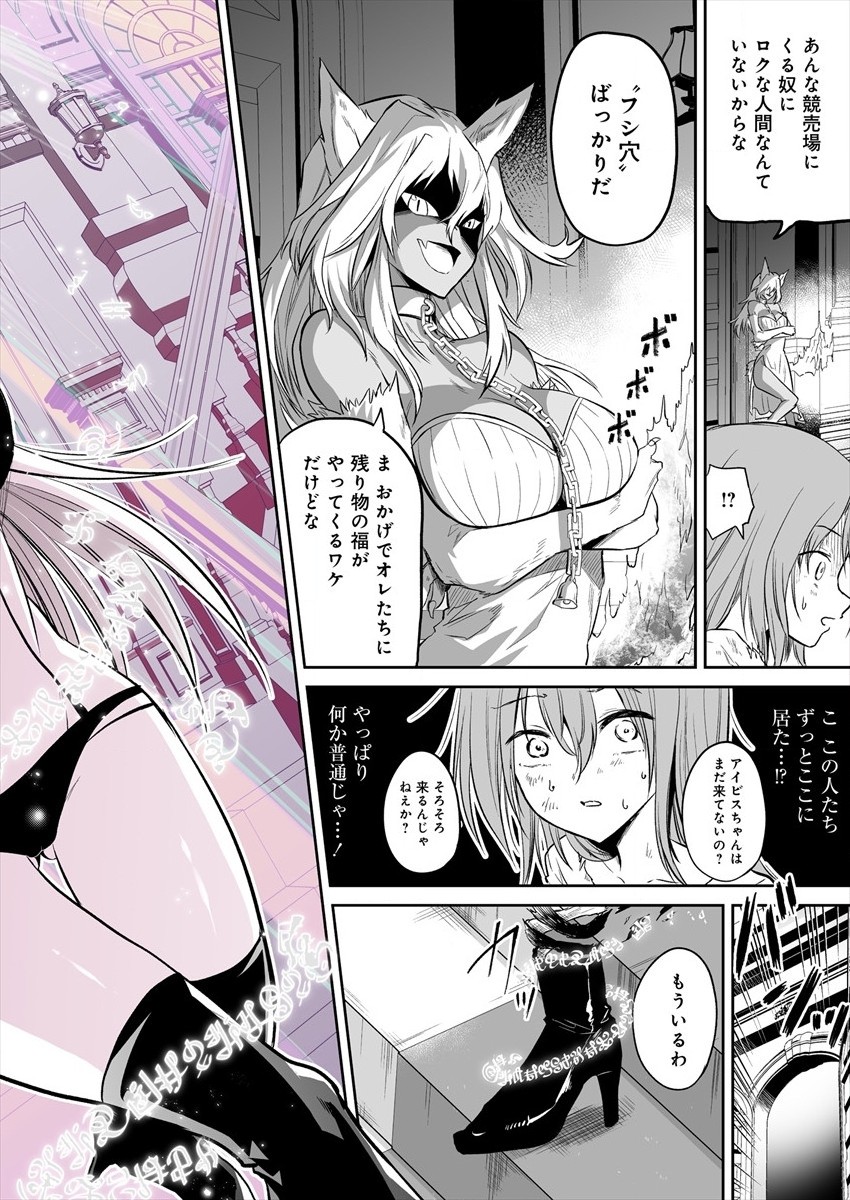 あんな競売場に
くる奴に
ロクな人間なんて
いないからな
!?
〝フシ穴〟
ばっかりだ
ボ
ボ
ボ
ま おかげでオレたちに
残り物の福が
やってくるワケ
だけどな
こ この人たち
ずっとここに
居た…!?
アイビスちゃんは
まだ来てないの?
そろそろ
来るんじゃ
ねえか?
やっぱり
何か普通じゃ…!
もういるわ
カッ